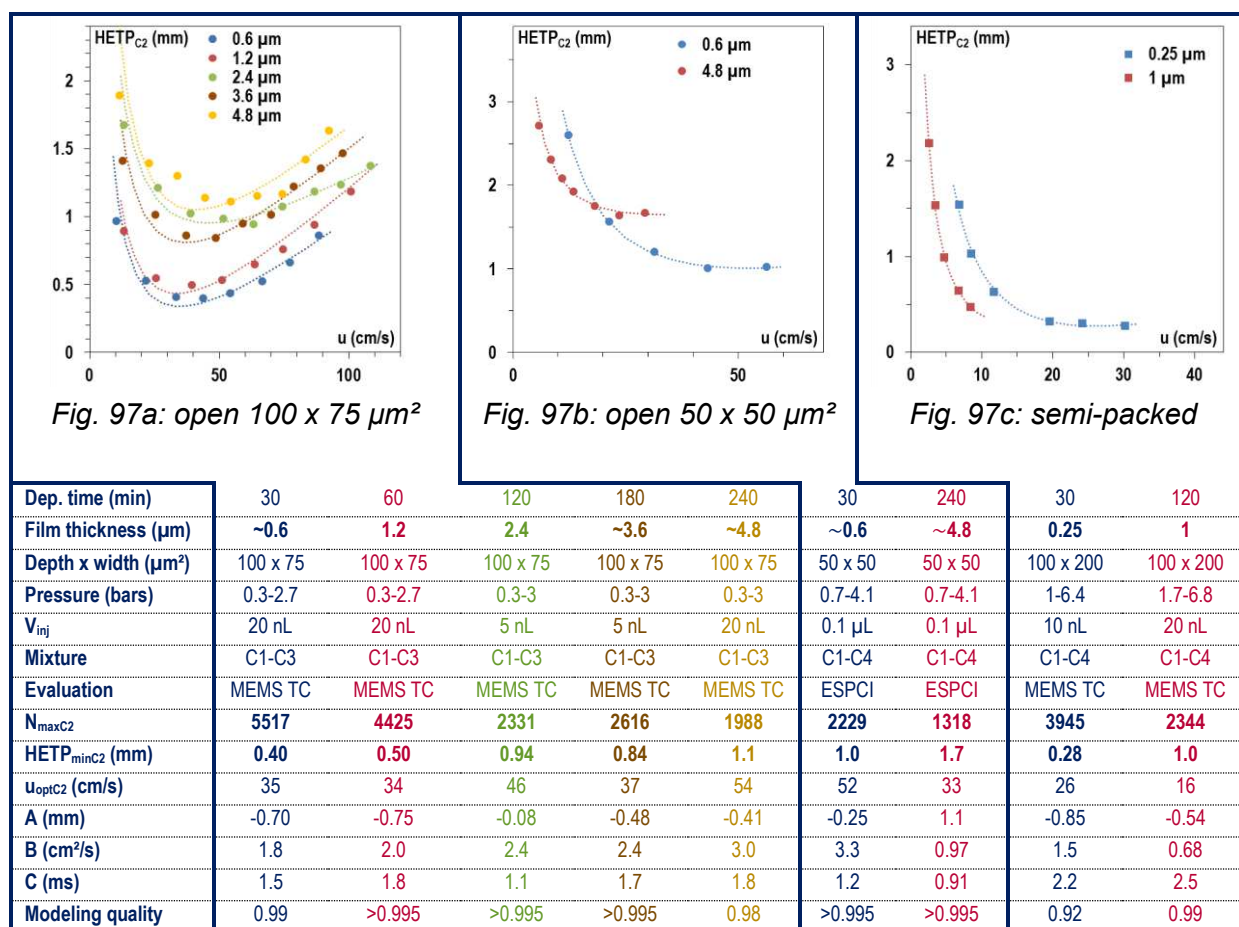 HETPC2 (mm)
0.6 µm
1.2 µm
2.4 µm
3.6 µm
4.8 µm
2
1.5
1
0.5
0
0 50 100
u (cm/s)
Fig. 97a: open 100 x 75 µm²
HETPC2 (mm)
0.6 µm
4.8 µm
3
2
1
0
0 50
u (cm/s)
Fig. 97b: open 50 x 50 µm²
HETPC2 (mm)
0.25 µm
1 µm
3
2
1
0
0 10 20 30 40
u (cm/s)
Fig. 97c: semi-packed
Dep. time (min) 30 60 120 180 240 30 240 30 120
Film thickness (µm) ~0.6 1.2 2.4 ~3.6 ~4.8 ~0.6 ~4.8 0.25 1
Depth x width (µm²) 100 x 75 100 x 75 100 x 75 100 x 75 100 x 75 50 x 50 50 x 50 100 x 200 100 x 200
Pressure (bars) 0.3-2.7 0.3-2.7 0.3-3 0.3-3 0.3-3 0.7-4.1 0.7-4.1 1-6.4 1.7-6.8
Vinj 20 nL 20 nL 5 nL 5 nL 20 nL 0.1 µL 0.1 µL 10 nL 20 nL
Mixture C1-C3 C1-C3 C1-C3 C1-C3 C1-C3 C1-C4 C1-C4 C1-C4 C1-C4
Evaluation MEMS TC MEMS TC MEMS TC MEMS TC MEMS TC ESPCI ESPCI MEMS TC MEMS TC
NmaxC2 5517 4425 2331 2616 1988 2229 1318 3945 2344
HETPminC2 (mm) 0.40 0.50 0.94 0.84 1.1 1.0 1.7 0.28 1.0
uoptC2 (cm/s) 35 34 46 37 54 52 33 26 16
A (mm) -0.70 -0.75 -0.08 -0.48 -0.41 -0.25 1.1 -0.85 -0.54
B (cm²/s) 1.8 2.0 2.4 2.4 3.0 3.3 0.97 1.5 0.68
C (ms) 1.5 1.8 1.1 1.7 1.8 1.2 0.91 2.2 2.5
Modeling quality 0.99 >0.995 >0.995 >0.995 0.98 >0.995 >0.995 0.92 0.99